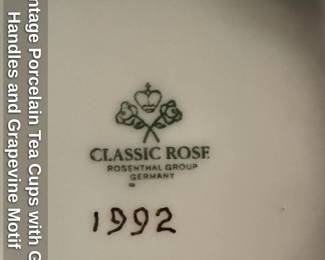 ntage Porcelain Tea Cups with G
Handles and Grapevine Motif
CLASSIC ROSE
ROSENTHAL GROUP
GERMANY
1992